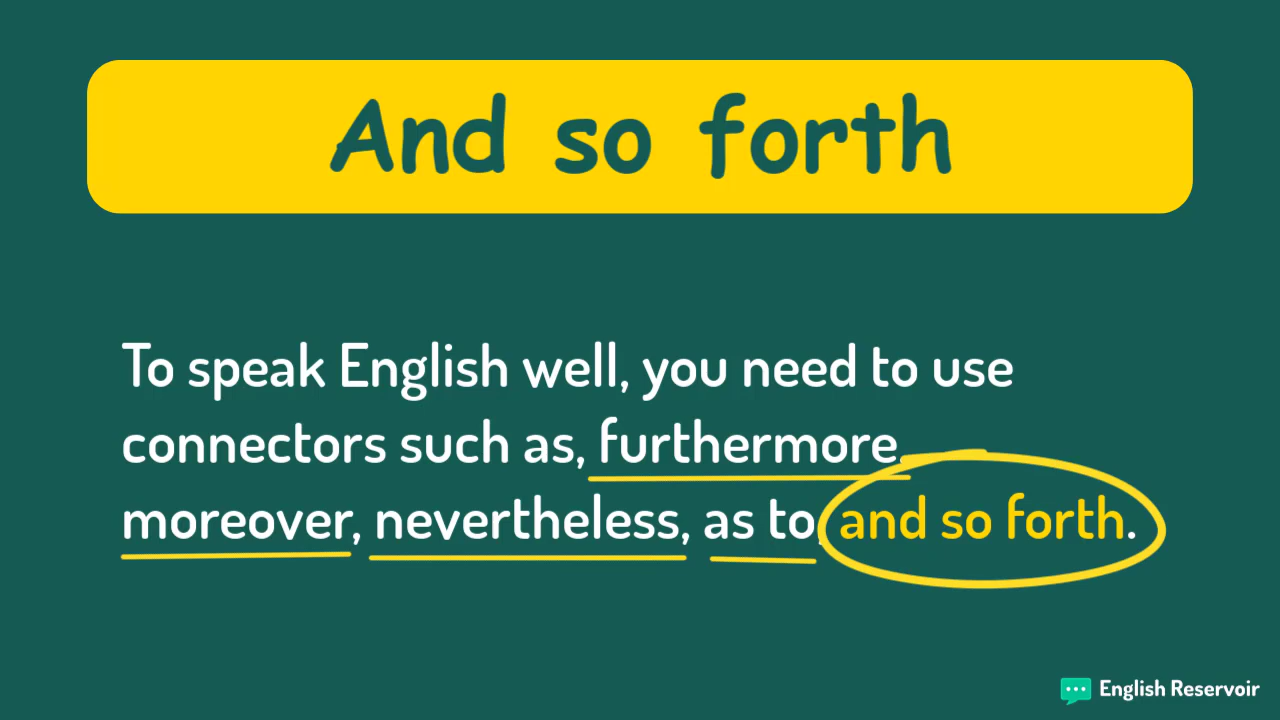 And so forth
To speak English well, you need to use
connectors such as, furthermore,
moreover, nevertheless, as to, and so forth.
English Reservoir